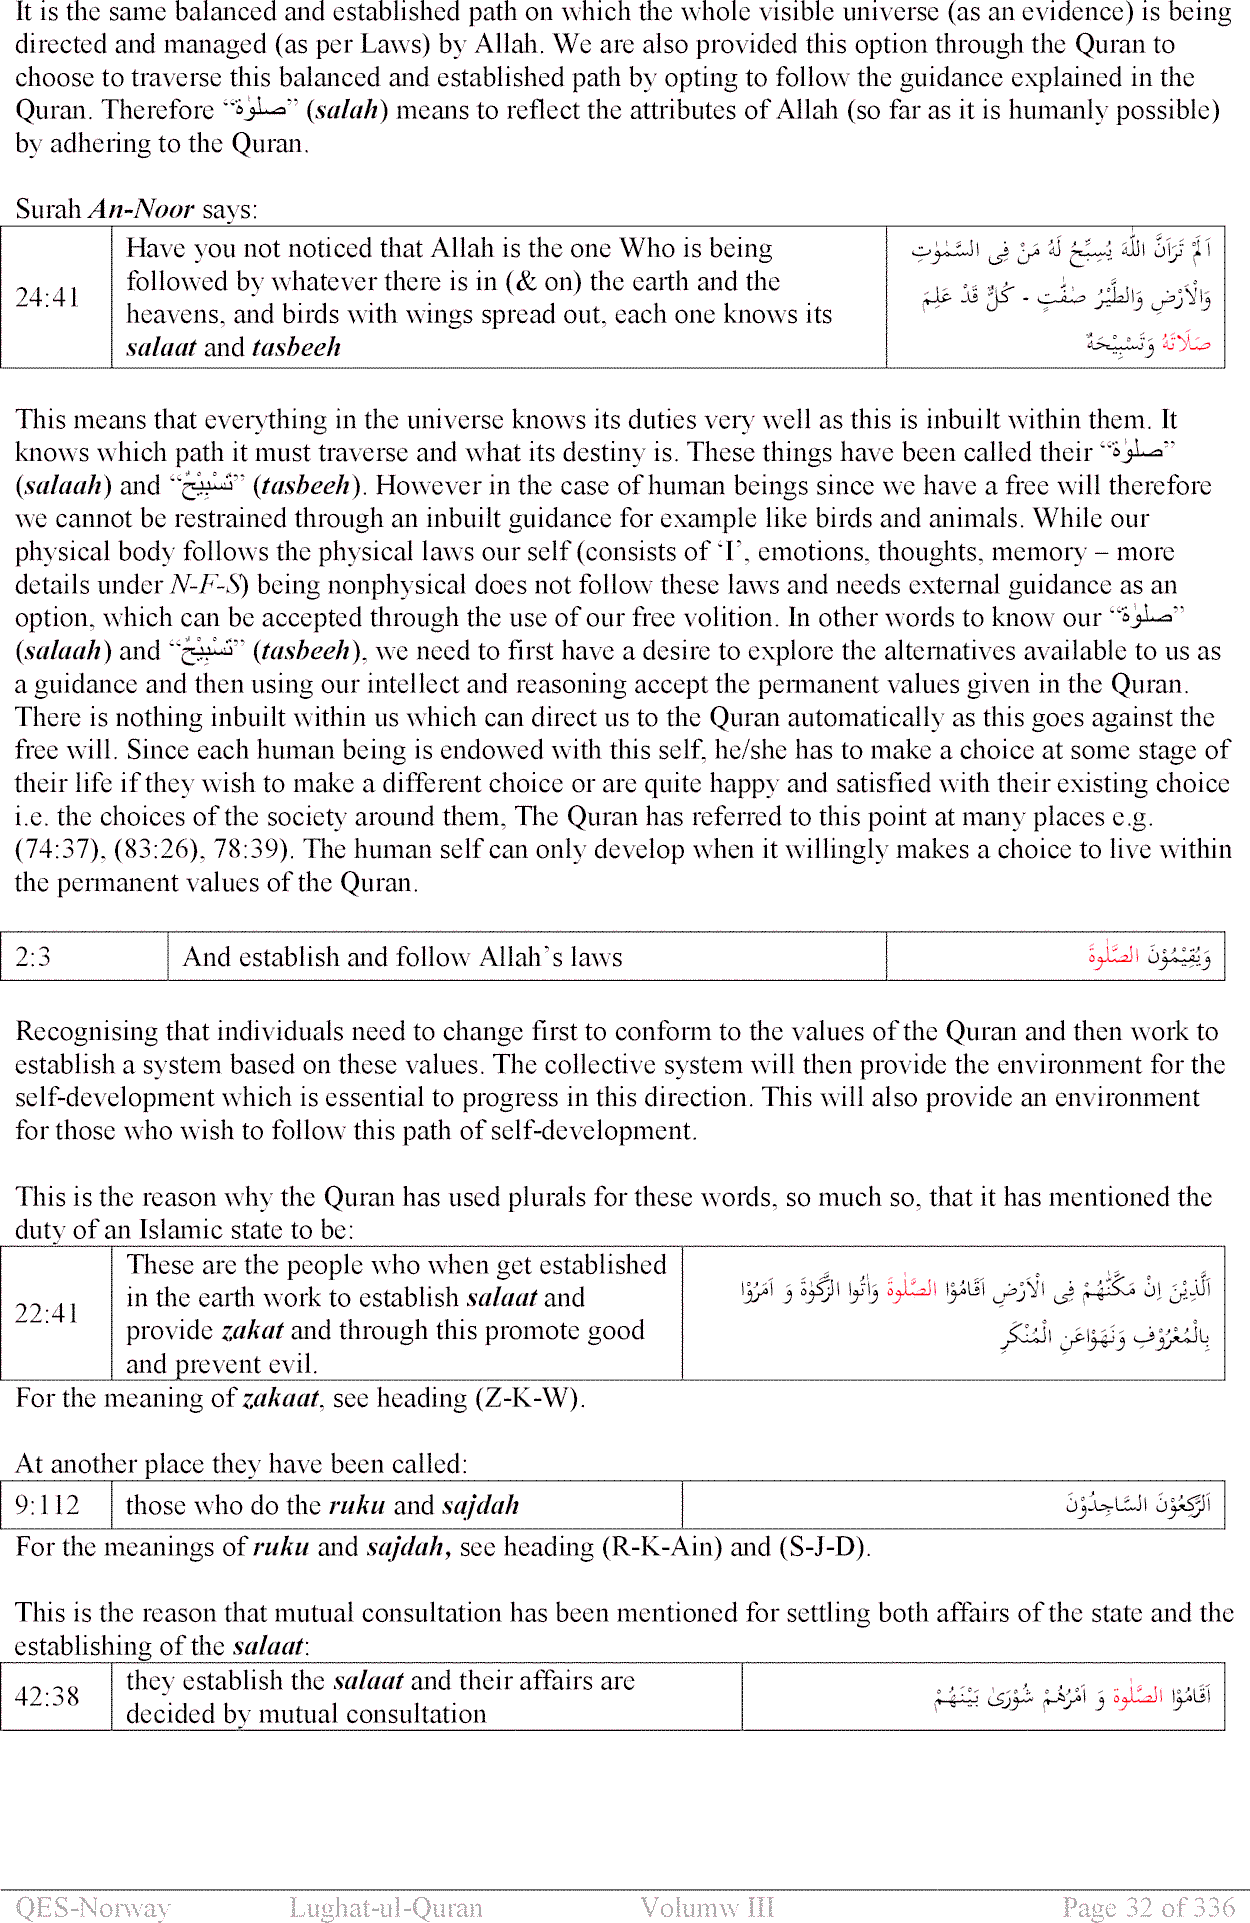 It is the same balanced and established path on which the whole visible universe (as an evidence) is being
directed and managed (as per Laws) by Allah. We are also provided this option through the Quran to
choose to traverse this balanced and established path by opting to follow the guidance explained in the
Quran. Therefore “صلوٰة” (salah) means to reflect the attributes of Allah (so far as it is humanly possible)
by adhering to the Quran.
Surah An-Noor says:
24:41
Have you not noticed that Allah is the one Who is being
followed by whatever there is in (& on) the earth and the
heavens, and birds with wings spread out, each one knows its
salaat and tasbeeh
اَلَمْ تَرَاَنَّ اللّٰهَ يُسَبِّحُ لَهُ مَنْ فِى السَّمٰوٰتِ
وَالْاَرْضِ وَالطَّيْرُ صٰفّٰتٍ - كُلٌّ قَدْ عَلِمَ
صَلَاتَهُ وَتَسْبِيْحَهٌ
This means that everything in the universe knows its duties very well as this is inbuilt within them. It
knows which path it must traverse and what its destiny is. These things have been called their “صلوٰة”
(salaah) and “تَسْبِيْحٌ” (tasbeeh). However in the case of human beings since we have a free will therefore
we cannot be restrained through an inbuilt guidance for example like birds and animals. While our
physical body follows the physical laws our self (consists of ‘I’, emotions, thoughts, memory – more
details under N-F-S) being nonphysical does not follow these laws and needs external guidance as an
option, which can be accepted through the use of our free volition. In other words to know our “صلوٰة”
(salaah) and “تَسْبِيْحٌ” (tasbeeh), we need to first have a desire to explore the alternatives available to us as
a guidance and then using our intellect and reasoning accept the permanent values given in the Quran.
There is nothing inbuilt within us which can direct us to the Quran automatically as this goes against the
free will. Since each human being is endowed with this self, he/she has to make a choice at some stage of
their life if they wish to make a different choice or are quite happy and satisfied with their existing choice
i.e. the choices of the society around them, The Quran has referred to this point at many places e.g.
(74:37), (83:26), 78:39). The human self can only develop when it willingly makes a choice to live within
the permanent values of the Quran.
2:3
And establish and follow Allah’s laws
وَيُقِيْمُوْنَ الصَّلٰوةَ
Recognising that individuals need to change first to conform to the values of the Quran and then work to
establish a system based on these values. The collective system will then provide the environment for the
self-development which is essential to progress in this direction. This will also provide an environment
for those who wish to follow this path of self-development.
This is the reason why the Quran has used plurals for these words, so much so, that it has mentioned the
duty of an Islamic state to be:
22:41
These are the people who when get established
in the earth work to establish salaat and
provide zakat and through this promote good
and prevent evil.
اَلَّذِيْنَ اِنْ مَكَّنّٰهُمْ فِى الْاَرْضِ اَقَامُوْا الصَّلٰوةَ وَاٰتُوا الزَّكٰوةَ وَ اَمَرُوْا
بِالْمَعْرُوْفِ وَنَهَوْاعَنِ الْمُنْكَرِ
For the meaning of zakaat, see heading (Z-K-W).
At another place they have been called:
9:112
those who do the ruku and sajdah
اَلرّٰكِعُوْنَ السَّاجِدُوْنَ
For the meanings of ruku and sajdah, see heading (R-K-Ain) and (S-J-D).
This is the reason that mutual consultation has been mentioned for settling both affairs of the state and the
establishing of the salaat:
42:38
they establish the salaat and their affairs are
decided by mutual consultation
اَقَامُوْا الصَّلٰوة وَ اَمْرُهُمْ شُوْرَىٰ بَيْنَهُمْ
QES-Norway Lughat-ul-Quran Volumw III Page 32 of 336